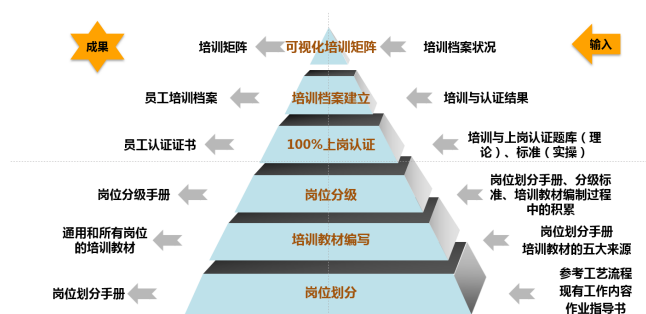 成果
输入
培训矩阵
可视化培训矩阵
培训档案状况
员工培训档案
培训档案建立
培训与认证结果
员工认证证书
100%上岗认证
培训与上岗认证题库（理
论）、标准（实操）
岗位分级手册
岗位分级
岗位划分手册、分级标
准、培训教材编制过程
中的积累
通用和所有岗位
的培训教材
培训教材编写
岗位划分手册
培训教材的五大来源
岗位划分手册
岗位划分
参考工艺流程
现有工作内容
作业指导书